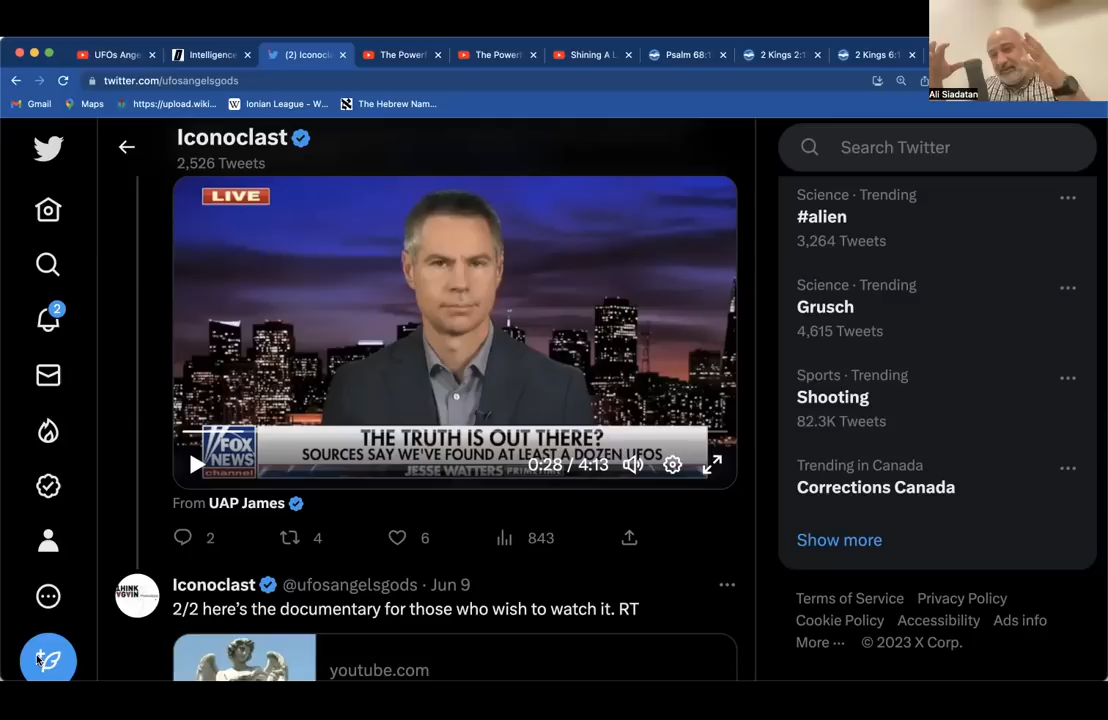 UFOs Ange
Intelligence
(2) Iconocl
The Powerf
The Powerf
Shining A L
Psalm 68:1
2 Kings 2:1
2 Kings 6:1
twitter.com/ufosangelsgods
Gmail
Maps
https://upload.wiki...
Ionian League - W...
The Hebrew Nam...
Ali Siadatan
Iconoclast
2,526 Tweets
Search Twitter
LIVE
THE TRUTH IS OUT THERE?
SOURCES SAY WE'VE FOUND AT LEAST A DOZEN UFOS
FOX
NEWS
channel
JESSE WATTERS PRIMETIME
0:28 / 4:13
From UAP James
2
4
6
843
Iconoclast @ufosangelsgods · Jun 9
2/2 here's the documentary for those who wish to watch it. RT
youtube.com
2
Science · Trending
#alien
3,264 Tweets
Science · Trending
Grusch
4,615 Tweets
Sports · Trending
Shooting
82.3K Tweets
Trending in Canada
Corrections Canada
Show more
Terms of Service Privacy Policy
Cookie Policy Accessibility Ads info
More ··· © 2023 X Corp.